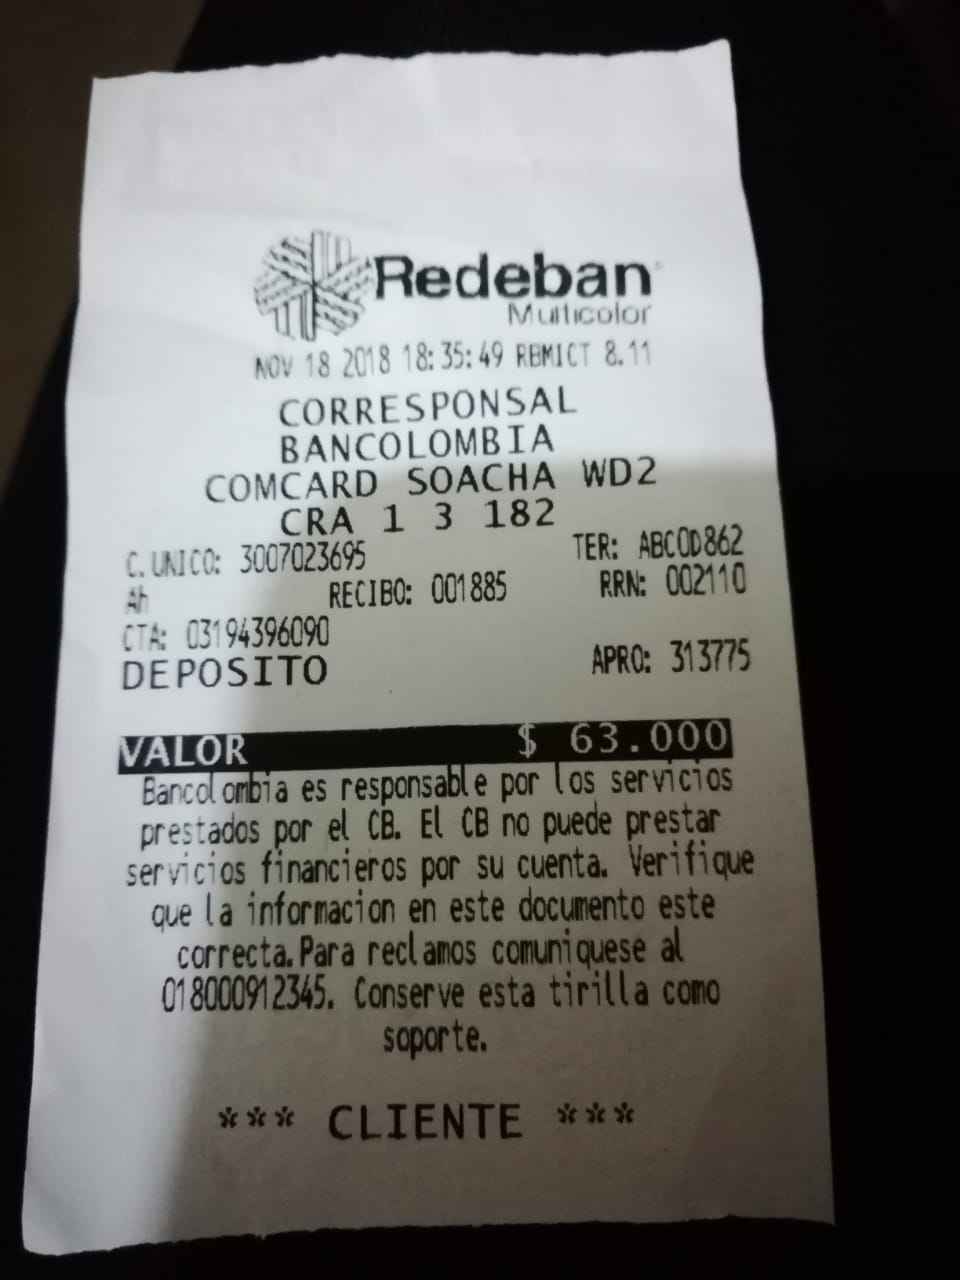 Redeban
Multicolor
NOV 18 2018 18:35:49 RBMICT 8.11
CORRESPONSAL
BANCOLOMBIA
COMCARD SOACHA WD2
CRA 1 3 182
C. UNICO: 3007023695 TER: ABC0D862
Ah RECIBO: 001885 RRN: 002110
CTA: 03194396090
DEPOSITO APRO: 313775
VALOR $ 63.000
Bancolombia es responsable por los servicios
prestados por el CB. El CB no puede prestar
servicios financieros por su cuenta. Verifique
que la informacion en este documento este
correcta.Para reclamos comuniquese al
018000912345. Conserve esta tirilla como
soporte.
*** CLIENTE ***